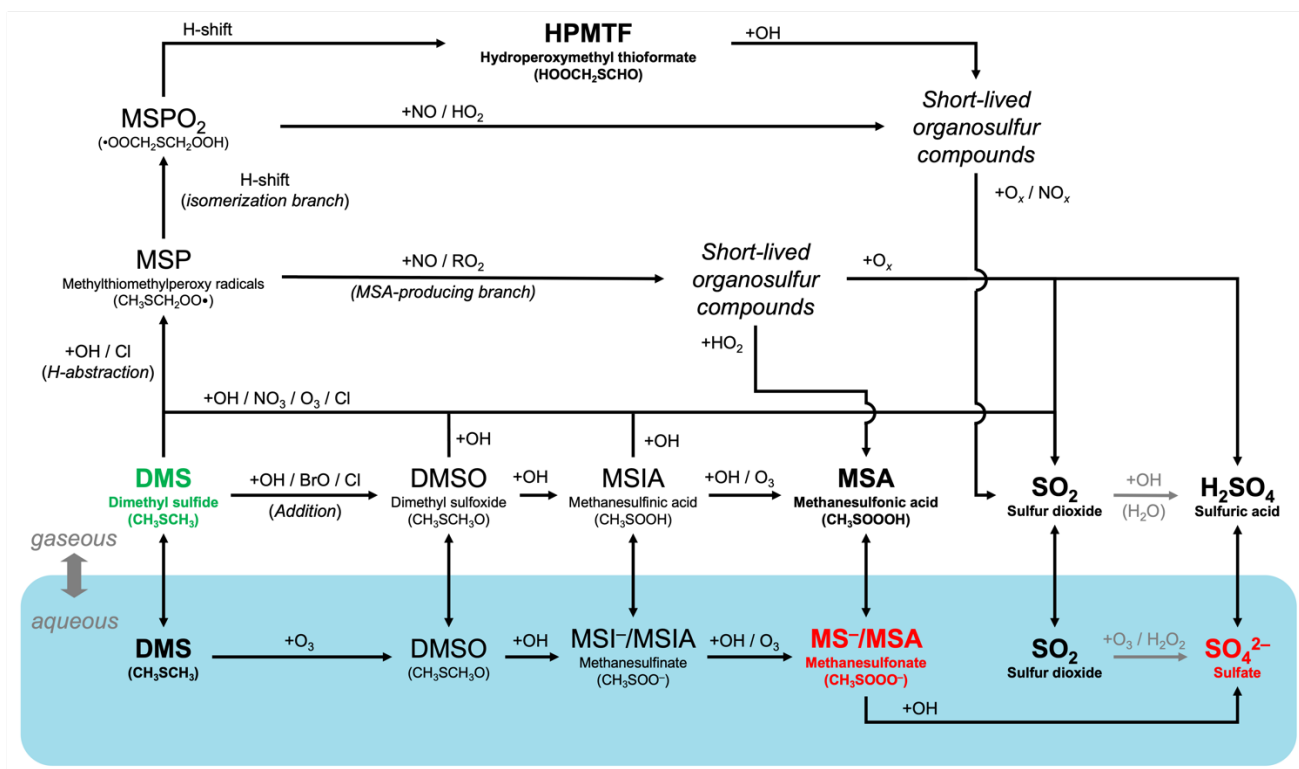 H-shift
HPMTF
Hydroperoxymethyl thioformate
(HOOCH₂SCHO)
+OH
MSPO₂
(•OOCH₂SCH₂OOH)
+NO / HO₂
Short-lived
organosulfur
compounds
H-shift
(isomerization branch)
+Oₓ / NOₓ
MSP
Methylthiomethylperoxy radicals
(CH₃SCH₂OO•)
+NO / RO₂
(MSA-producing branch)
Short-lived
organosulfur
compounds
+Oₓ
+HO₂
+OH / Cl
(H-abstraction)
+OH / NO₃ / O₃ / Cl
+OH
+OH
DMS
Dimethyl sulfide
(CH₃SCH₃)
+OH / BrO / Cl
(Addition)
DMSO
Dimethyl sulfoxide
(CH₃SCH₃O)
+OH
MSIA
Methanesulfinic acid
(CH₃SOOH)
+OH / O₃
MSA
Methanesulfonic acid
(CH₃SOOOH)
SO₂
Sulfur dioxide
+OH
(H₂O)
H₂SO₄
Sulfuric acid
gaseous
aqueous
DMS
(CH₃SCH₃)
+O₃
DMSO
(CH₃SCH₃O)
+OH
MSI⁻/MSIA
Methanesulfinate
(CH₃SOO⁻)
+OH / O₃
MS⁻/MSA
Methanesulfonate
(CH₃SOOO⁻)
SO₂
Sulfur dioxide
+O₃ / H₂O₂
SO₄²⁻
Sulfate
+OH